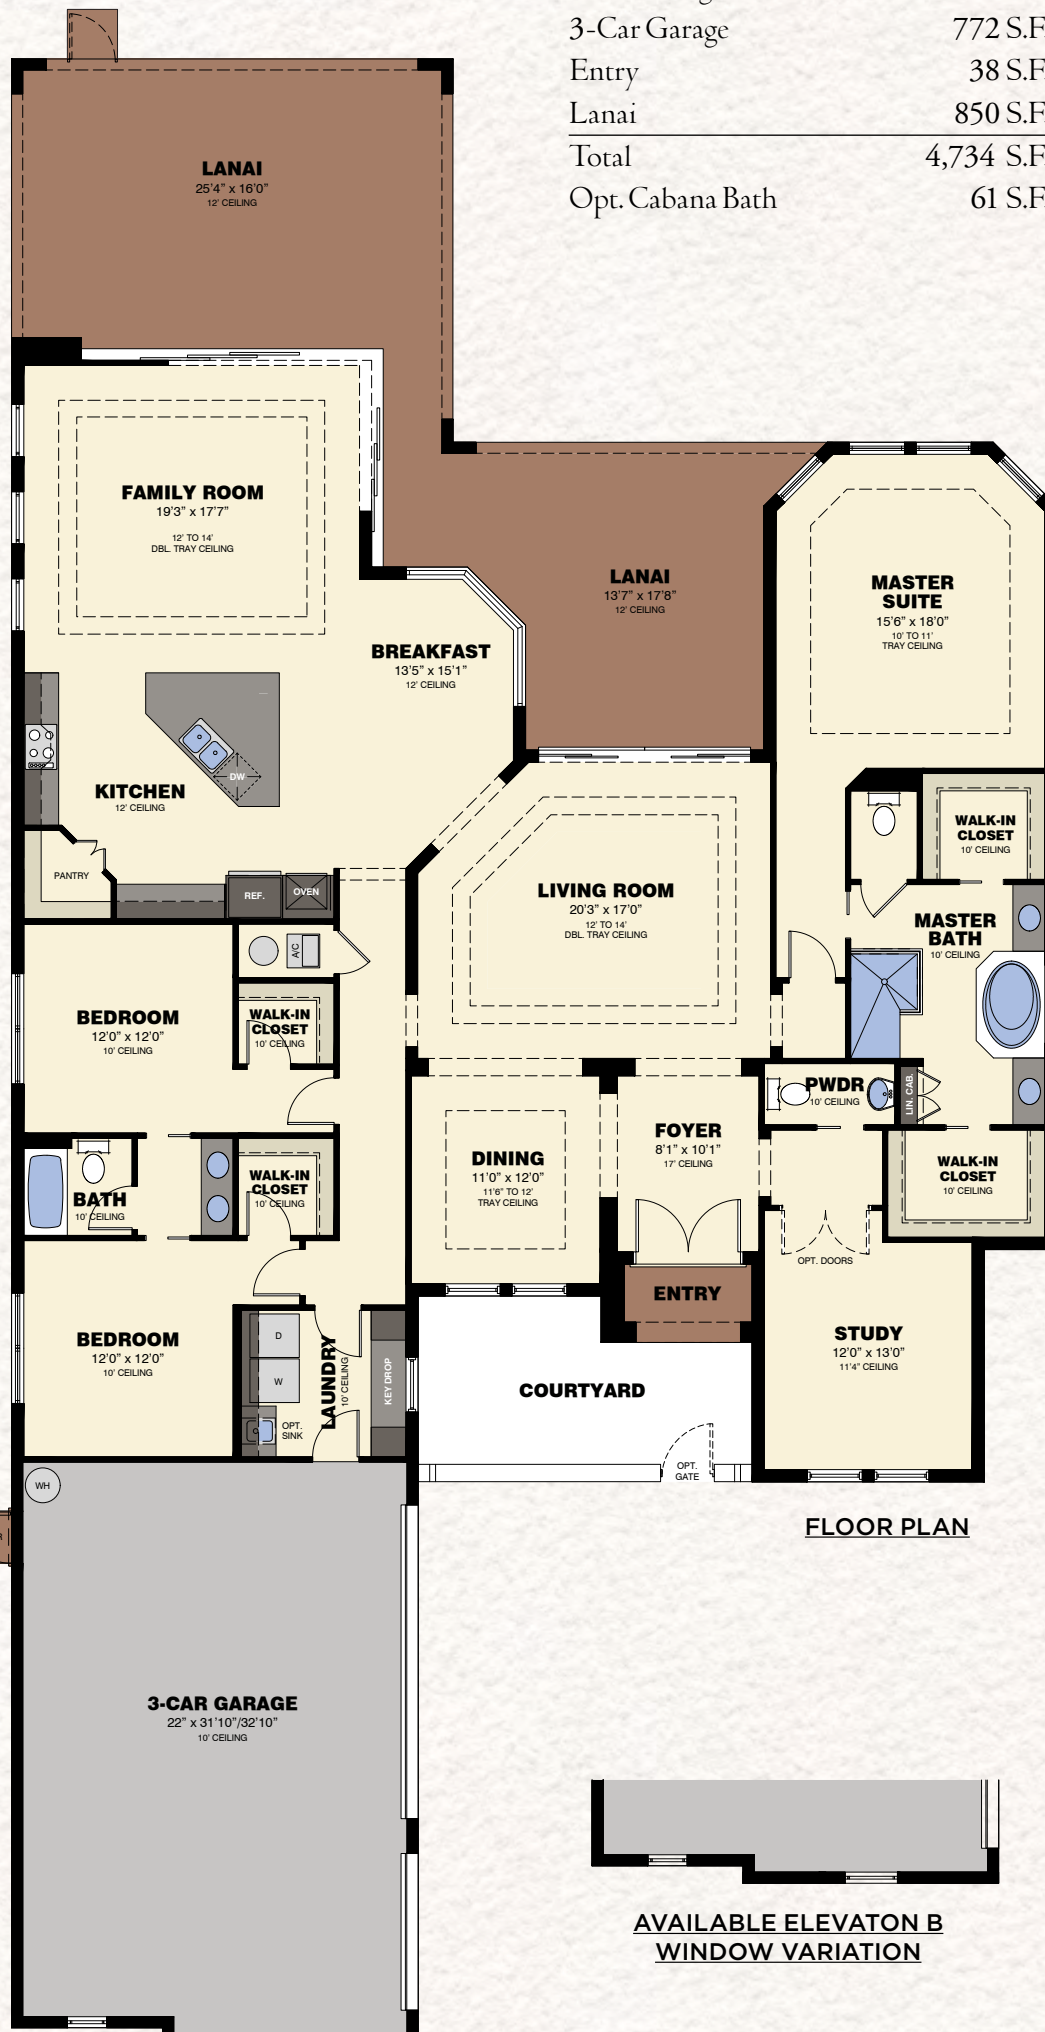 3-Car Garage 772 S.F.
Entry 38 S.F.
Lanai 850 S.F.
Total 4,734 S.F.
Opt. Cabana Bath 61 S.F.
LANAI
25'4" x 16'0"
12' CEILING
FAMILY ROOM
19'3" x 17'7"
12' TO 14'
DBL. TRAY CEILING
LANAI
13'7" x 17'8"
12' CEILING
MASTER
SUITE
15'6" x 18'0"
10' TO 11'
TRAY CEILING
BREAKFAST
13'5" x 15'1"
12' CEILING
DW
KITCHEN
12' CEILING
PANTRY
REF.
OVEN
WALK-IN
CLOSET
10' CEILING
LIVING ROOM
20'3" x 17'0"
12' TO 14'
DBL. TRAY CEILING
MASTER
BATH
10' CEILING
A/C
BEDROOM
12'0" x 12'0"
10' CEILING
WALK-IN
CLOSET
10' CEILING
PWDR
10' CEILING
LIN. CAB.
FOYER
8'1" x 10'1"
17' CEILING
DINING
11'0" x 12'0"
11'6" TO 12'
TRAY CEILING
WALK-IN
CLOSET
10' CEILING
BATH
10' CEILING
WALK-IN
CLOSET
10' CEILING
OPT. DOORS
ENTRY
BEDROOM
12'0" x 12'0"
10' CEILING
D
W
OPT.
SINK
LAUNDRY
10' CEILING
KEY DROP
STUDY
12'0" x 13'0"
11'4" CEILING
COURTYARD
OPT.
GATE
WH
FLOOR PLAN
3-CAR GARAGE
22" x 31'10"/32'10"
10' CEILING
AVAILABLE ELEVATON B
WINDOW VARIATION